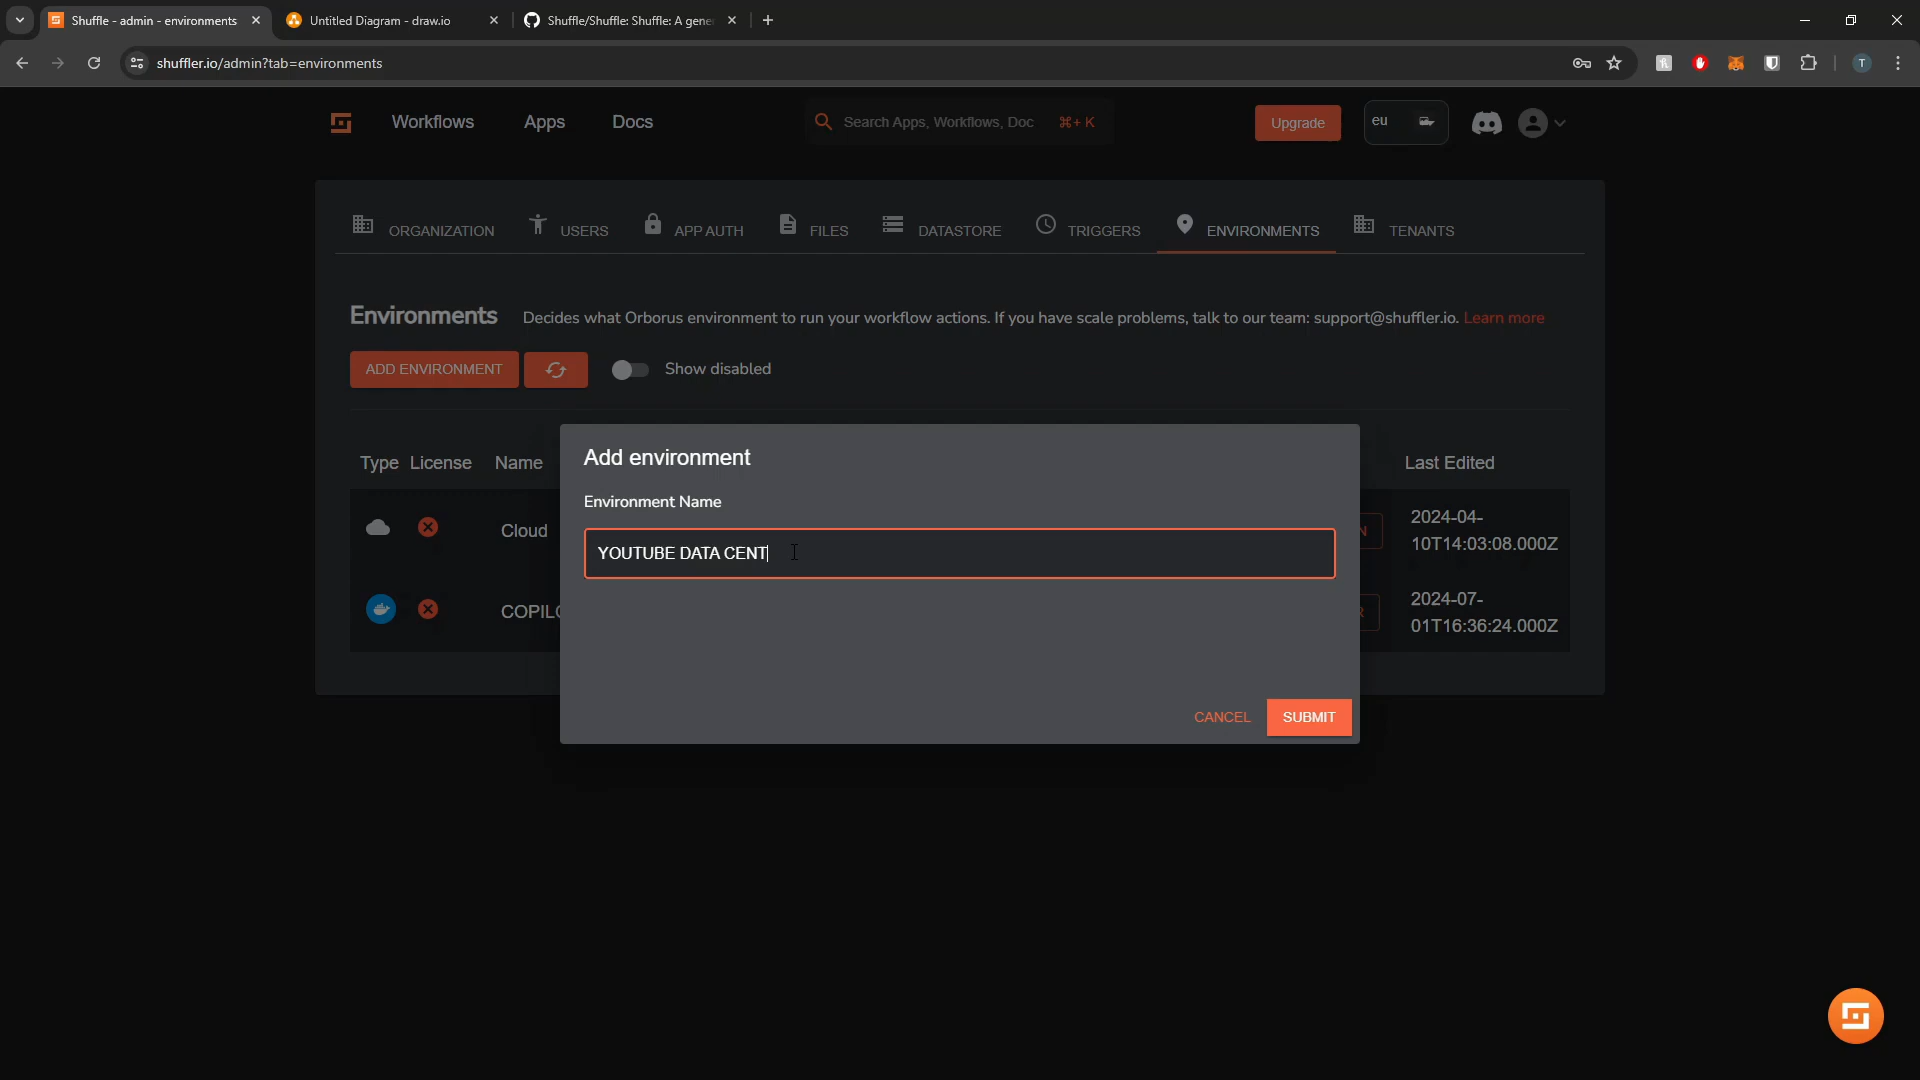 Shuffle - admin - environments
Untitled Diagram - draw.io
Shuffle/Shuffle: Shuffle: A gene
shuffler.io/admin?tab=environments
T
Workflows
Apps
Docs
Search Apps, Workflows, Doc
⌘+ K
Upgrade
eu
ORGANIZATION
USERS
APP AUTH
FILES
DATASTORE
TRIGGERS
ENVIRONMENTS
TENANTS
Environments
Decides what Orborus environment to run your workflow actions. If you have scale problems, talk to our team: support@shuffler.io. Learn more
ADD ENVIRONMENT
Show disabled
Type
License
Name
Last Edited
Cloud
N
2024-04-
10T14:03:08.000Z
COPILO
R
2024-07-
01T16:36:24.000Z
Add environment
Environment Name
YOUTUBE DATA CENT
CANCEL
SUBMIT